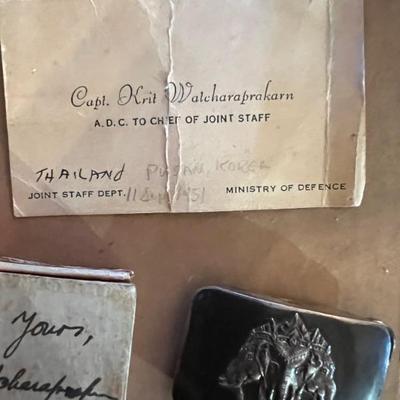 Capt. Krit Watcharaprakarn
A.D.C. TO CHIEF OF JOINT STAFF
THAILAND PUSAN, KOREA
JOINT STAFF DEPT. MINISTRY OF DEFENCE
Yours,